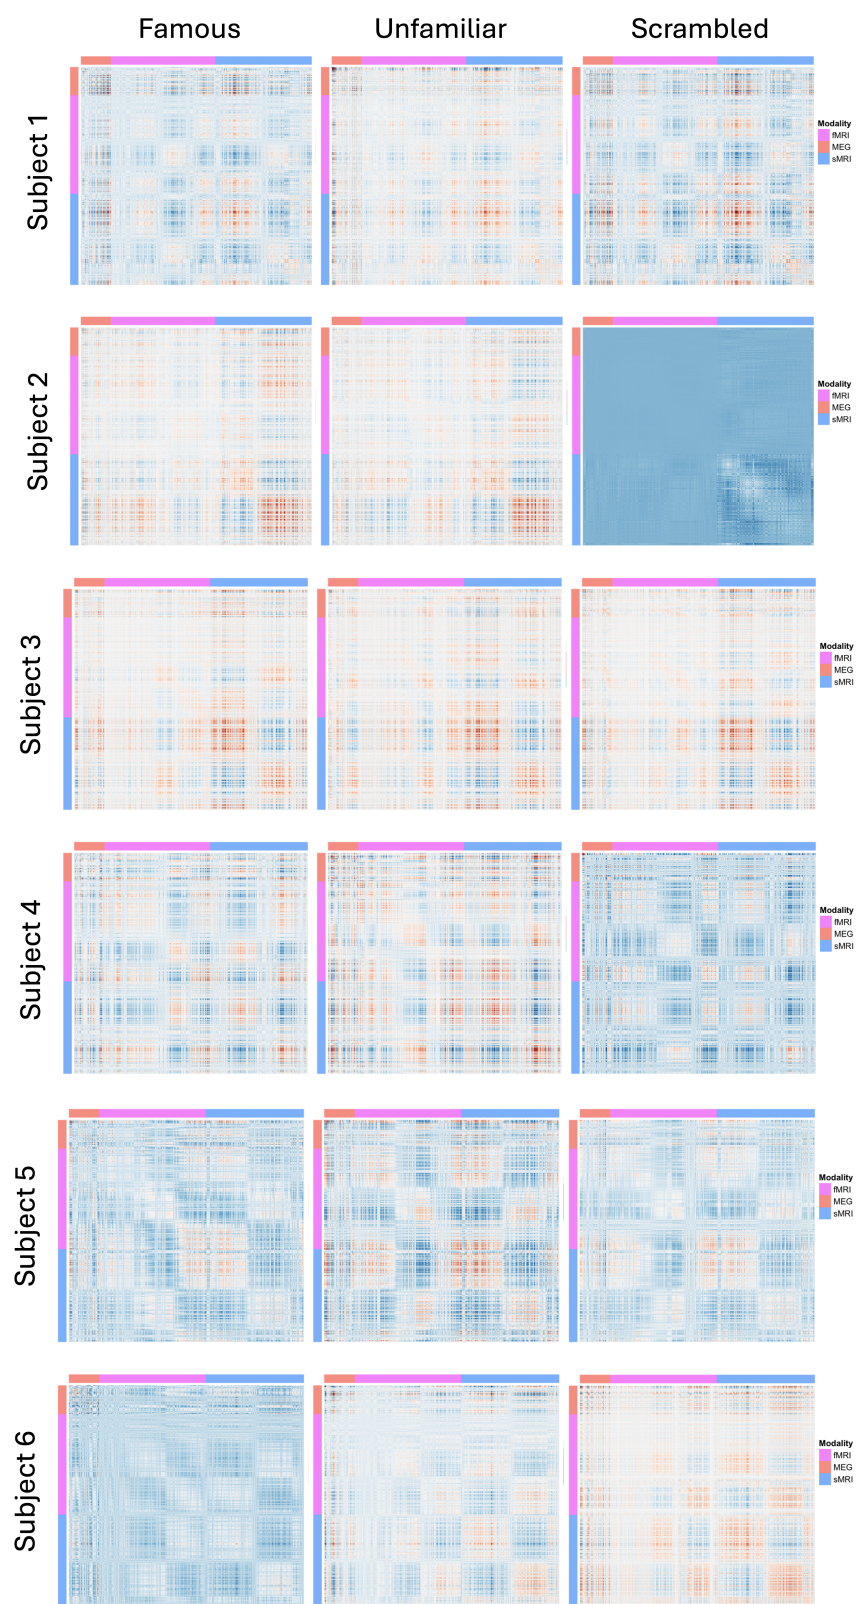 Famous Unfamiliar Scrambled
Subject 1
Modality
fMRI
MEG
sMRI
Subject 2
Modality
fMRI
MEG
sMRI
Subject 3
Modality
fMRI
MEG
sMRI
Subject 4
Modality
fMRI
MEG
sMRI
Subject 5
Modality
fMRI
MEG
sMRI
Subject 6
Modality
fMRI
MEG
sMRI